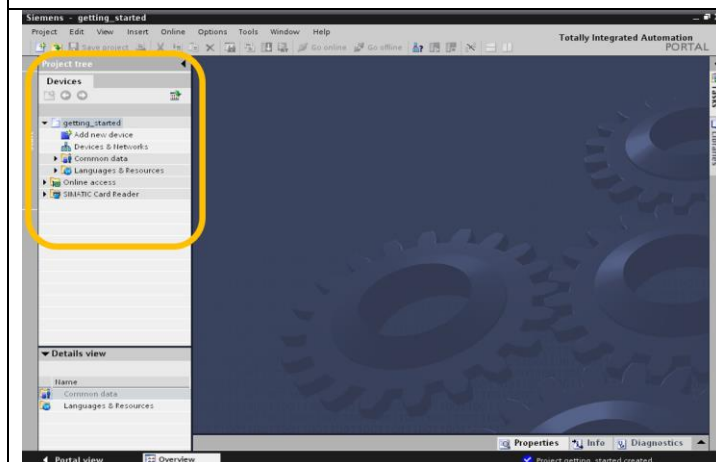 Siemens - getting_started
Project Edit View Insert Online Options Tools Window Help
Save project Go online Go offline
Totally Integrated Automation
PORTAL
Project tree
Devices
getting_started
Add new device
Devices & Networks
Common data
Languages & Resources
Online access
SIMATIC Card Reader
Tasks
Libraries
Details view
Name
Common data
Languages & Resources
Properties Info Diagnostics
Portal view Overview
Project getting_started created.